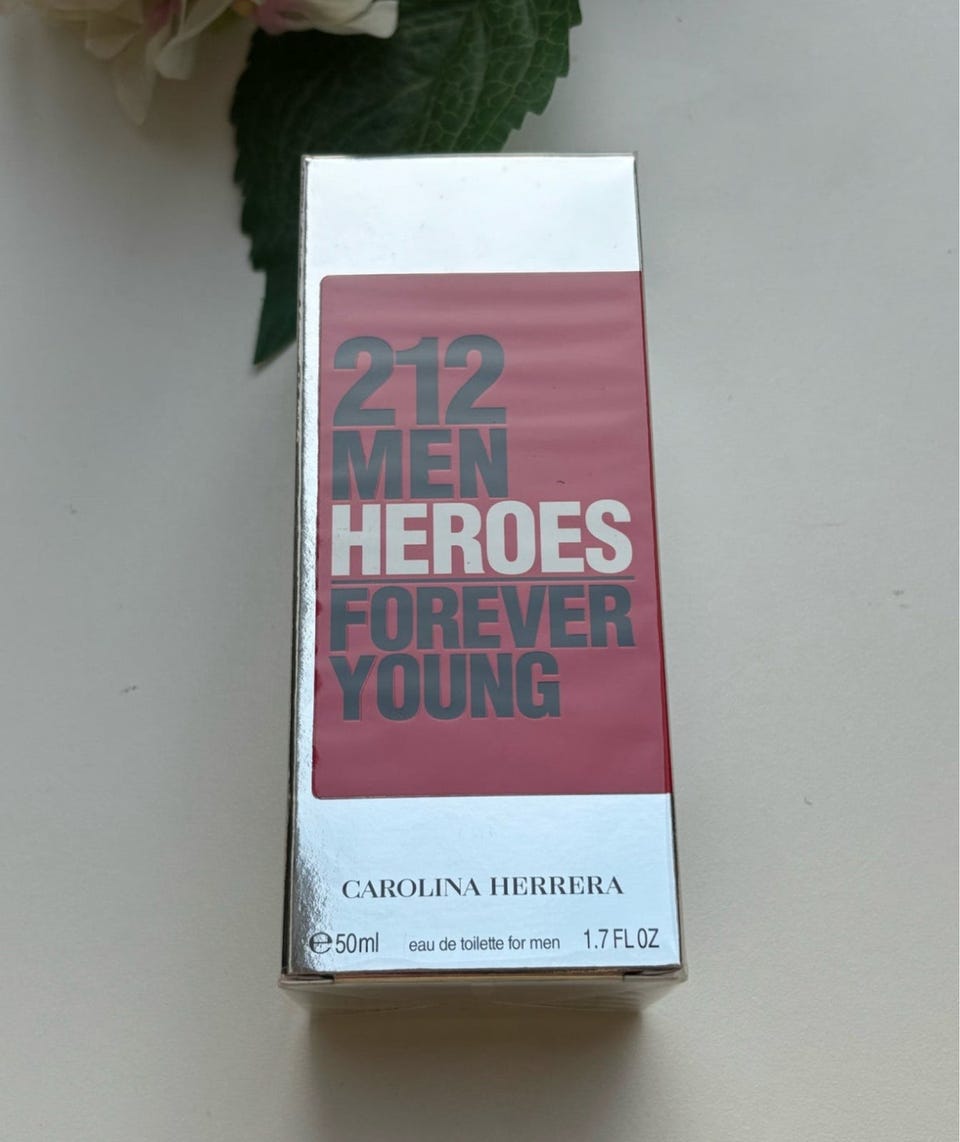 212
MEN
HEROES
FOREVER
YOUNG
CAROLINA HERRERA
℮50ml eau de toilette for men 1.7 FL OZ